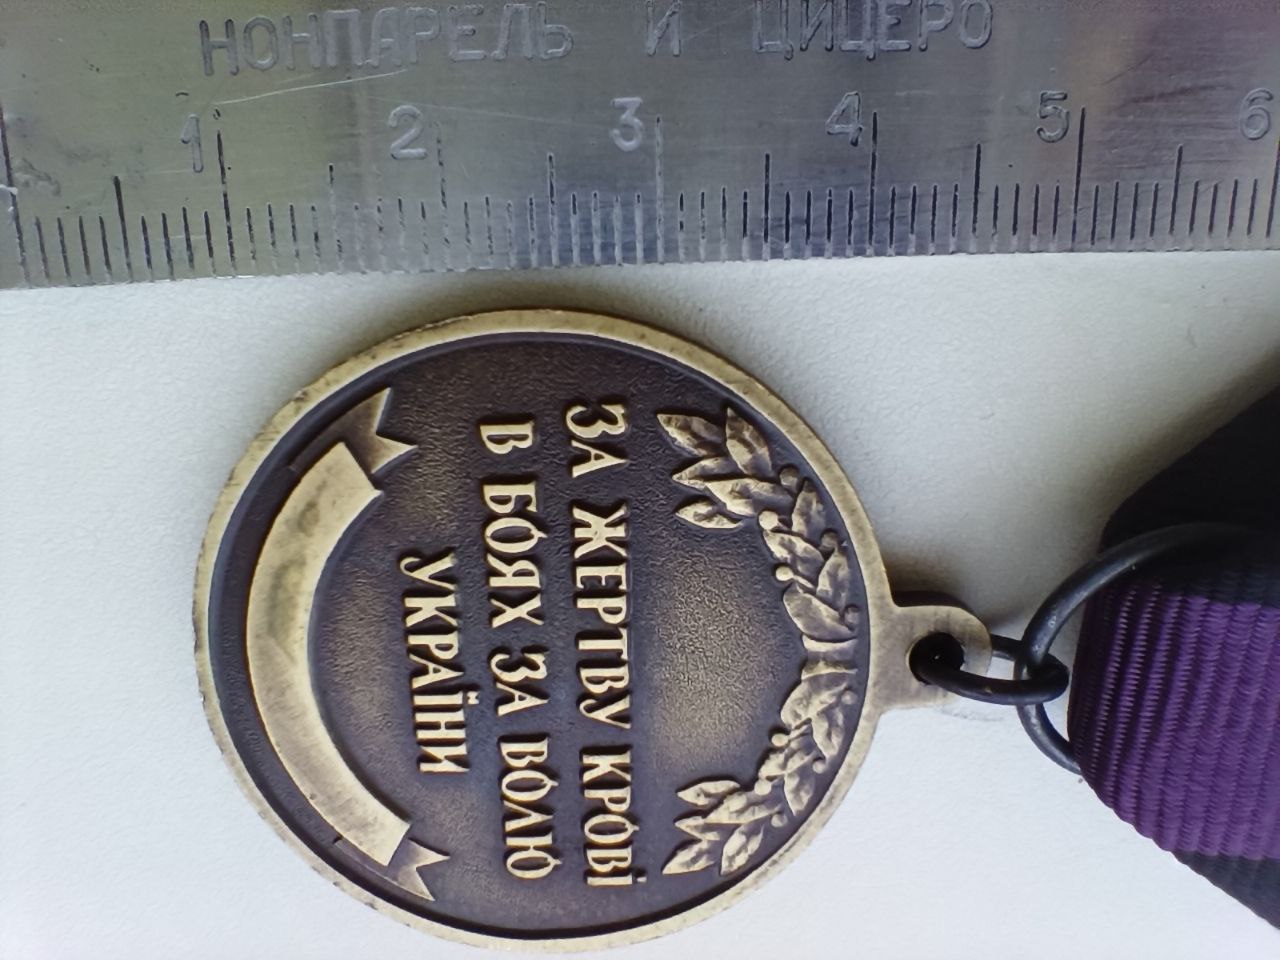 НОНПАРЕЛЬ И ЦИЦЕРО
1 2 3 4 5 6
ЗА ЖЕРТВУ КРОВІ
В БОЯХ ЗА ВОЛЮ
УКРАЇНИ